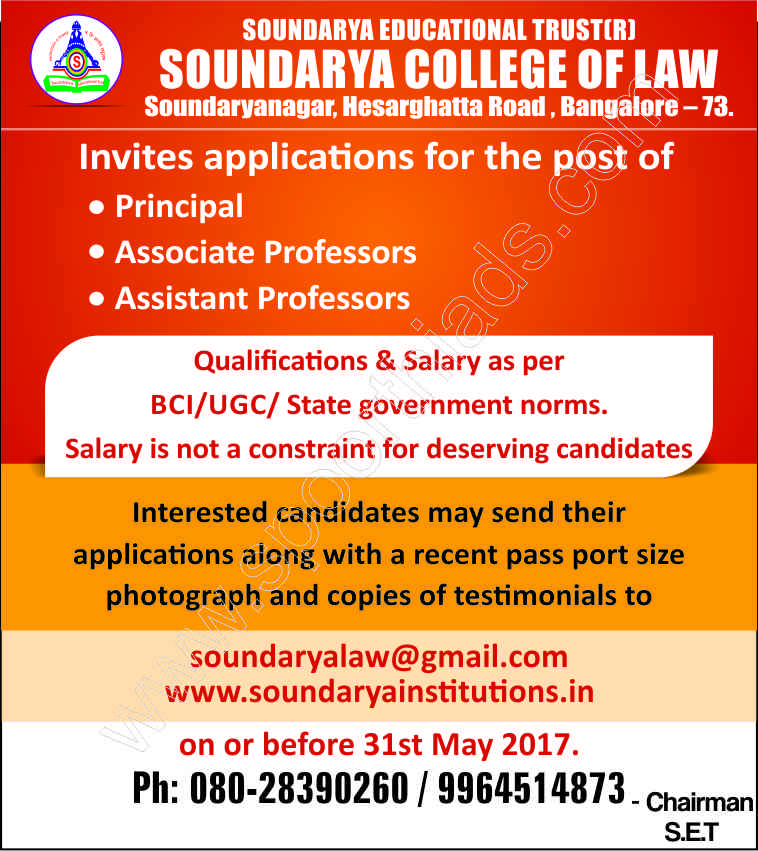 SOUNDARYA EDUCATIONAL TRUST(R)
SOUNDARYA COLLEGE OF LAW
Soundaryanagar, Hesarghatta Road , Bangalore – 73.
Invites applications for the post of
• Principal
• Associate Professors
• Assistant Professors
Qualifications & Salary as per
BCI/UGC/ State government norms.
Salary is not a constraint for deserving candidates
Interested candidates may send their
applications along with a recent pass port size
photograph and copies of testimonials to
soundaryalaw@gmail.com
www.soundaryainstitutions.in
on or before 31st May 2017.
Ph: 080-28390260 / 9964514873 - Chairman
S.E.T
www.spoorthiads.com
S